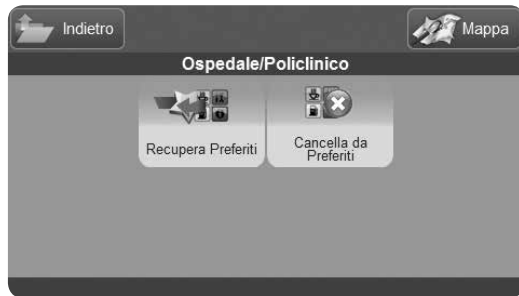 Indietro
Mappa
Ospedale/Policlinico
Recupera Preferiti
Cancella da
Preferiti